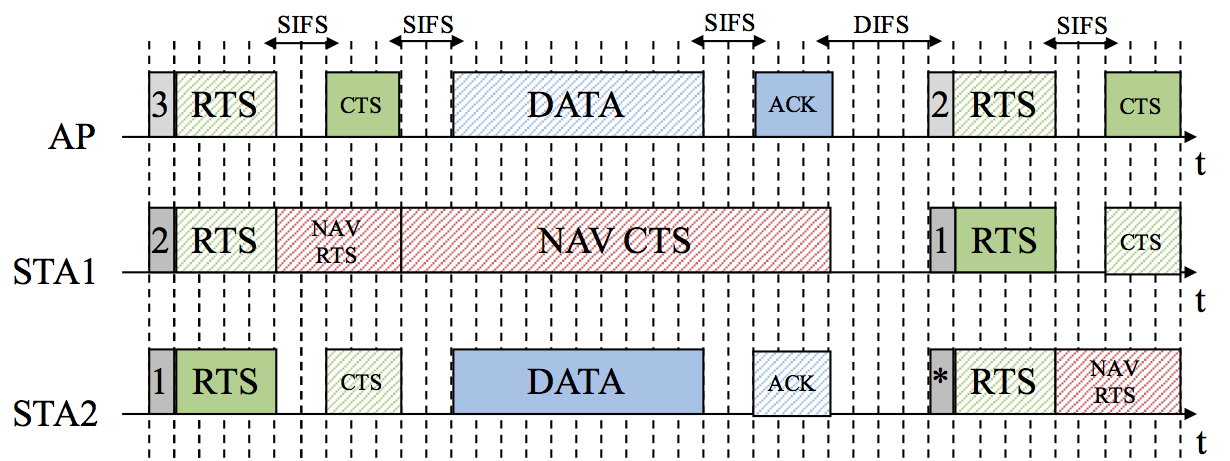 SIFS SIFS SIFS DIFS SIFS
3 RTS CTS DATA ACK 2 RTS CTS
AP
t
2 RTS NAV RTS NAV CTS 1 RTS CTS
STA1
t
1 RTS CTS DATA ACK * RTS NAV RTS
STA2
t